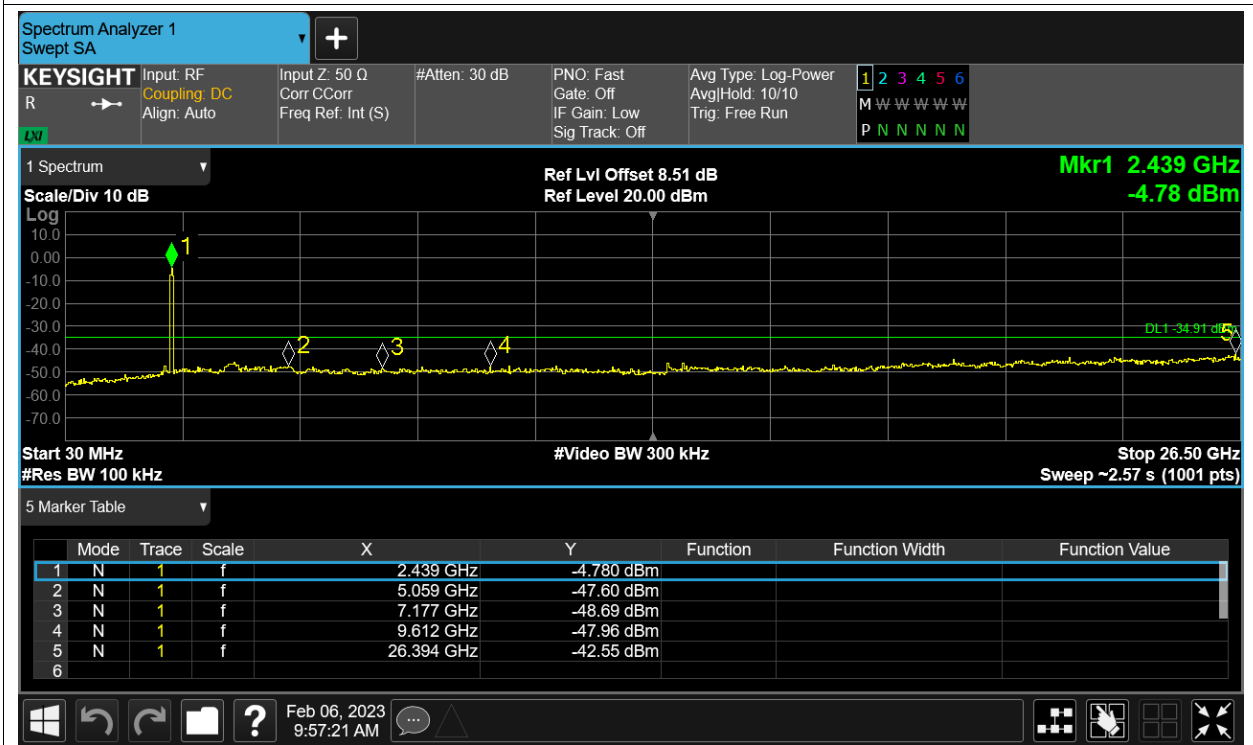 Spectrum Analyzer 1
Swept SA
KEYSIGHT Input: RF Input Z: 50 Ω #Atten: 30 dB PNO: Fast Avg Type: Log-Power 1 2 3 4 5 6
R Coupling: DC Corr CCorr Gate: Off Avg|Hold: 10/10 M W W W W W
Align: Auto Freq Ref: Int (S) IF Gain: Low Trig: Free Run
LXI Sig Track: Off P N N N N N
1 Spectrum Ref Lvl Offset 8.51 dB Mkr1 2.439 GHz
Scale/Div 10 dB Ref Level 20.00 dBm -4.78 dBm
Log
10.0
1
0.00
-10.0
-20.0
-30.0 DL1 -34.91 dBm 5
-40.0 2 3 4
-50.0
-60.0
-70.0
Start 30 MHz #Video BW 300 kHz Stop 26.50 GHz
#Res BW 100 kHz Sweep ~2.57 s (1001 pts)
5 Marker Table
Mode Trace Scale X Y Function Function Width Function Value
1 N 1 f 2.439 GHz -4.780 dBm
2 N 1 f 5.059 GHz -47.60 dBm
3 N 1 f 7.177 GHz -48.69 dBm
4 N 1 f 9.612 GHz -47.96 dBm
5 N 1 f 26.394 GHz -42.55 dBm
6
? Feb 06, 2023
9:57:21 AM